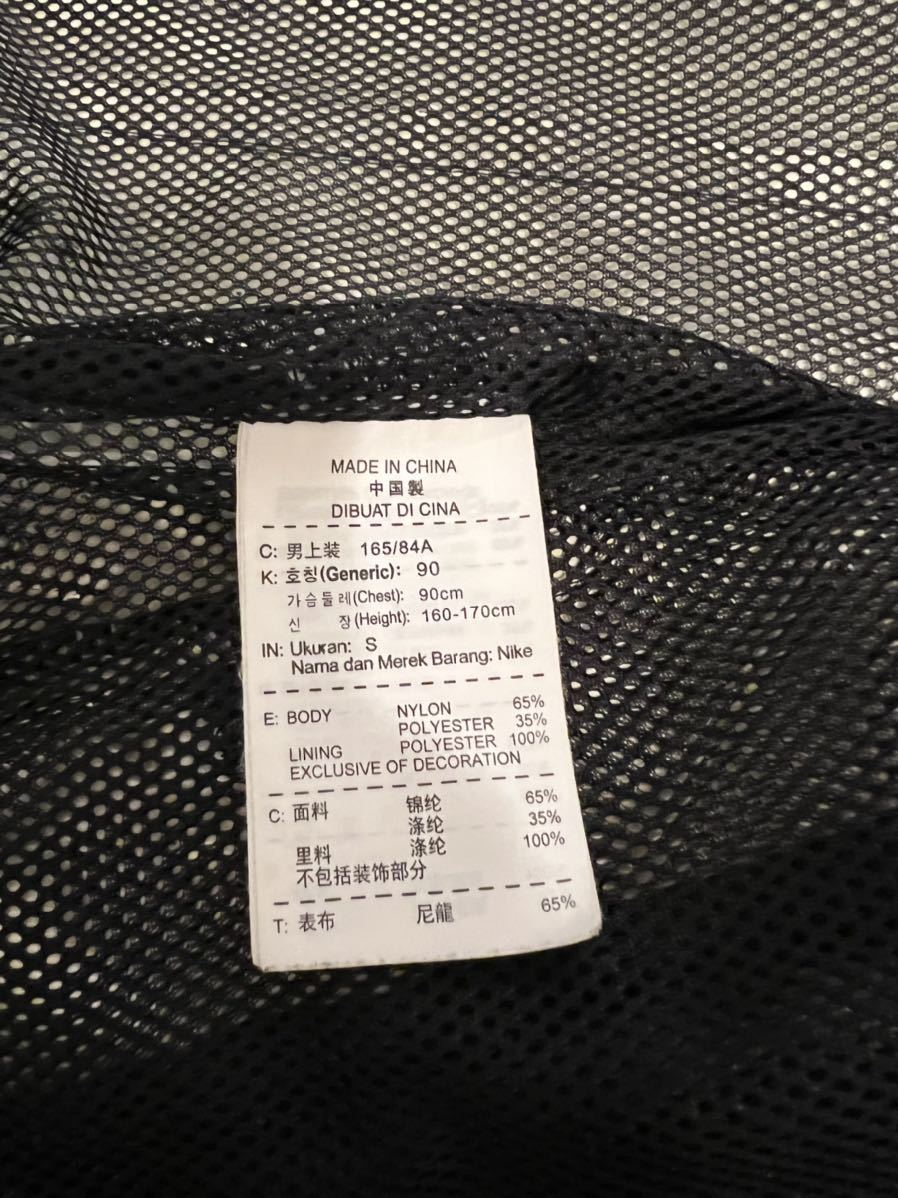 MADE IN CHINA
中国製
DIBUAT DI CINA
C: 男上装 165/84A
K: 호칭(Generic): 90
가슴둘레(Chest): 90cm
신 장(Height): 160-170cm
IN: Ukuran: S
Nama dan Merek Barang: Nike
E: BODY NYLON 65%
POLYESTER 35%
LINING POLYESTER 100%
EXCLUSIVE OF DECORATION
C: 面料 锦纶 65%
涤纶 35%
里料 涤纶 100%
不包括装饰部分
T: 表布 尼龍 65%